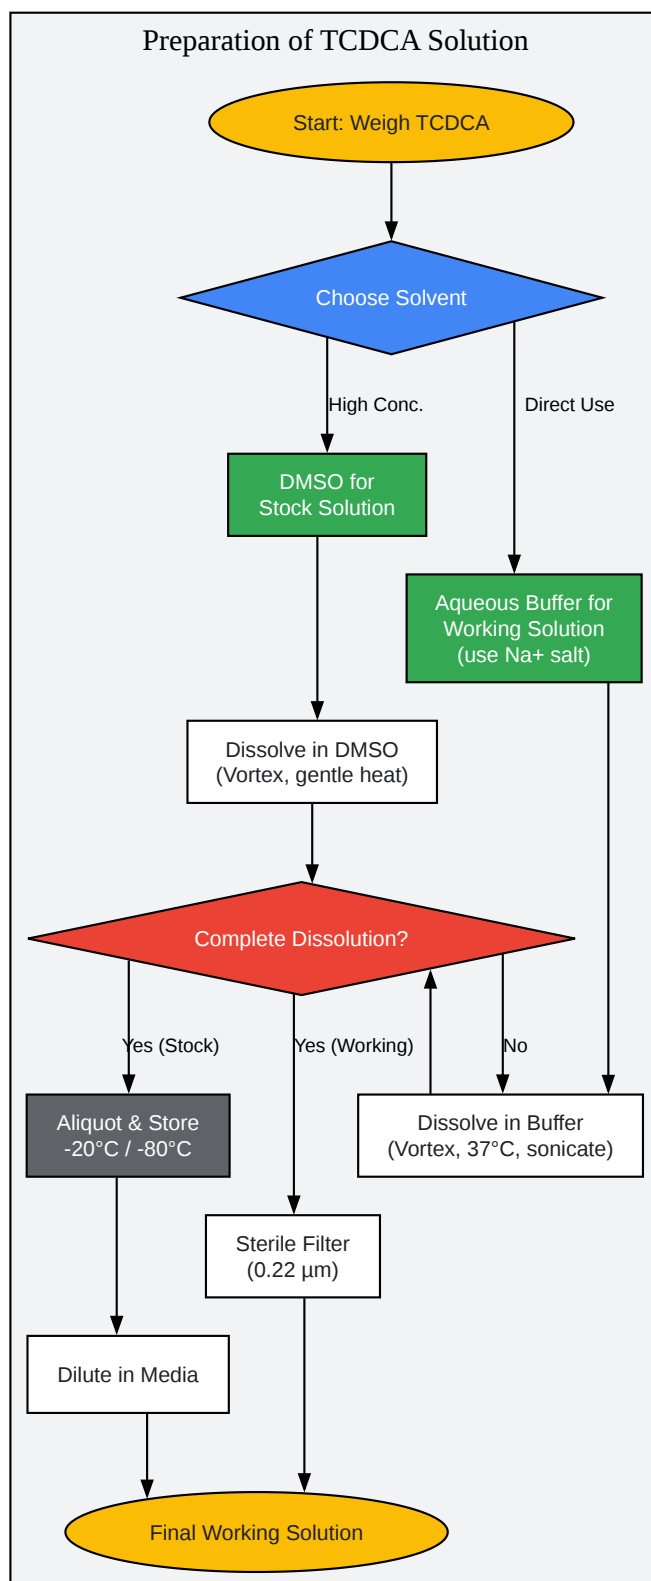 Preparation of TCDCA Solution
Start: Weigh TCDCA
Choose Solvent
High Conc.
Direct Use
DMSO for
Stock Solution
Aqueous Buffer for
Working Solution
(use Na+ salt)
Dissolve in DMSO
(Vortex, gentle heat)
Complete Dissolution?
Yes (Stock)
Yes (Working)
No
Aliquot & Store
-20°C / -80°C
Dissolve in Buffer
(Vortex, 37°C, sonicate)
Sterile Filter
(0.22 µm)
Dilute in Media
Final Working Solution